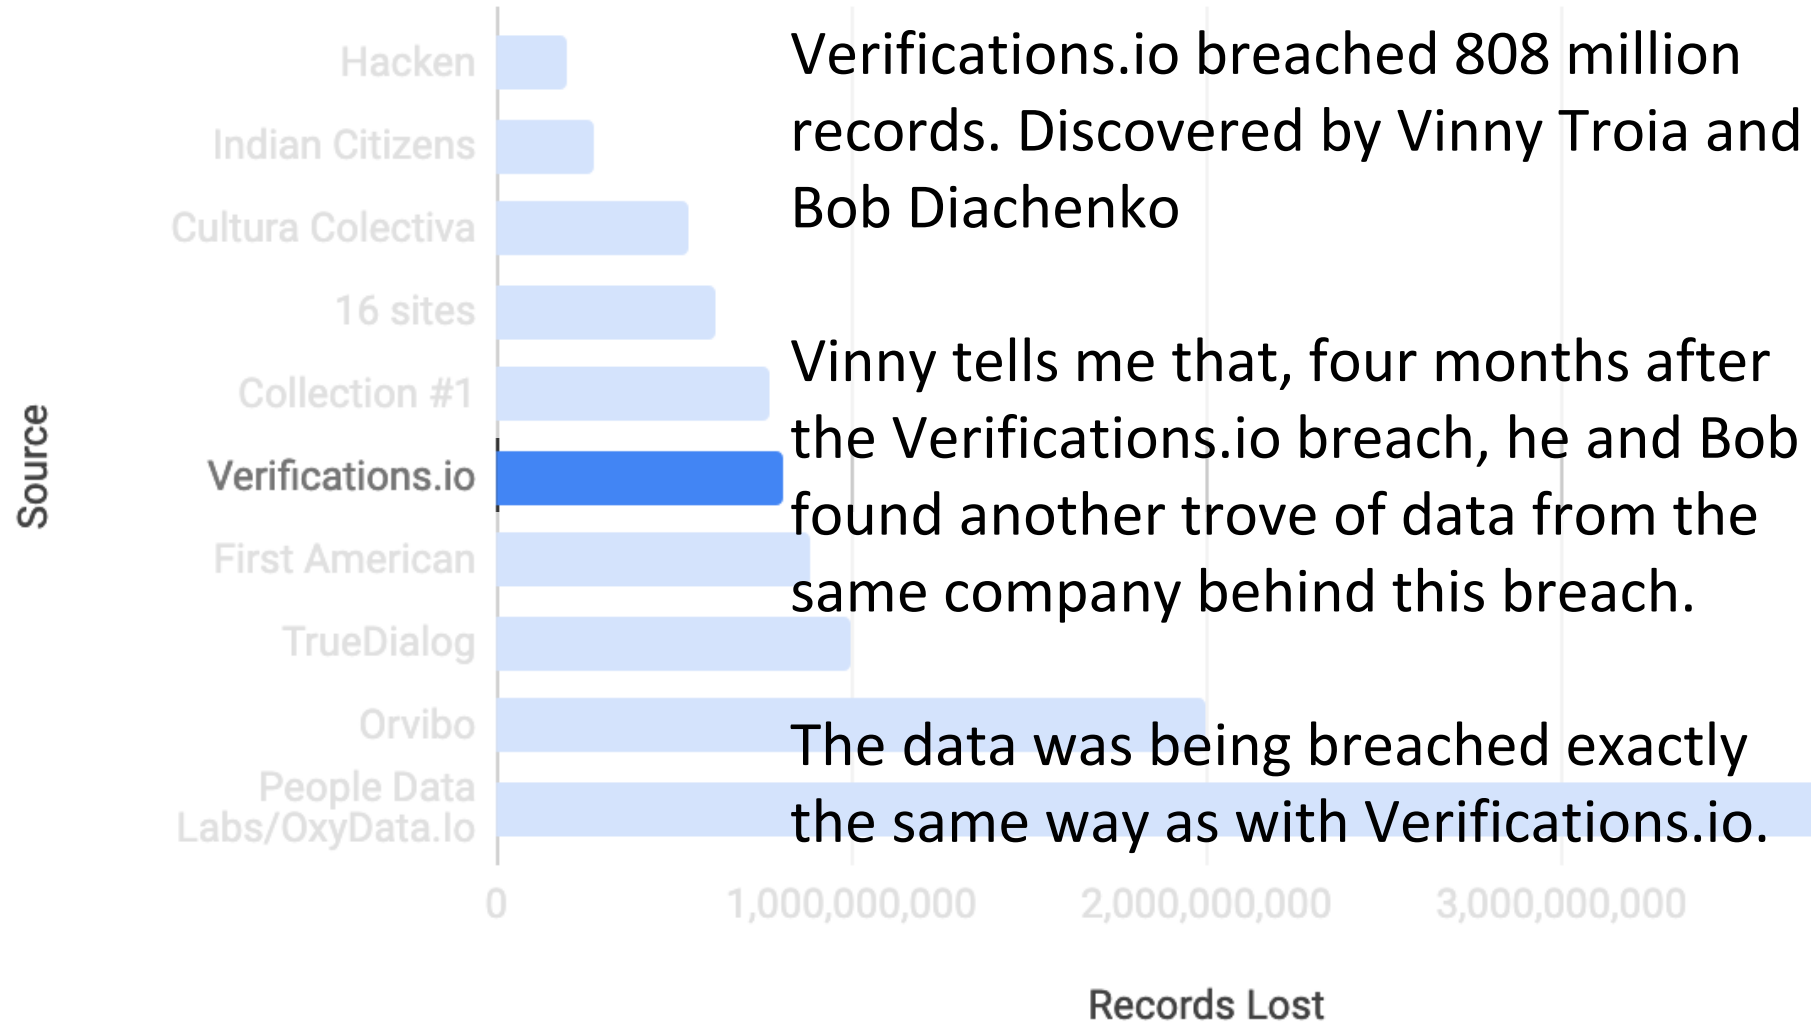 Hacken
Indian Citizens
Cultura Colectiva
16 sites
Collection #1
Verifications.io
First American
TrueDialog
Orvibo
People Data
Labs/OxyData.Io
Source
0
1,000,000,000
2,000,000,000
3,000,000,000
Records Lost
Verifications.io breached 808 million
records. Discovered by Vinny Troia and
Bob Diachenko
Vinny tells me that, four months after
the Verifications.io breach, he and Bob
found another trove of data from the
same company behind this breach.
The data was being breached exactly
the same way as with Verifications.io.